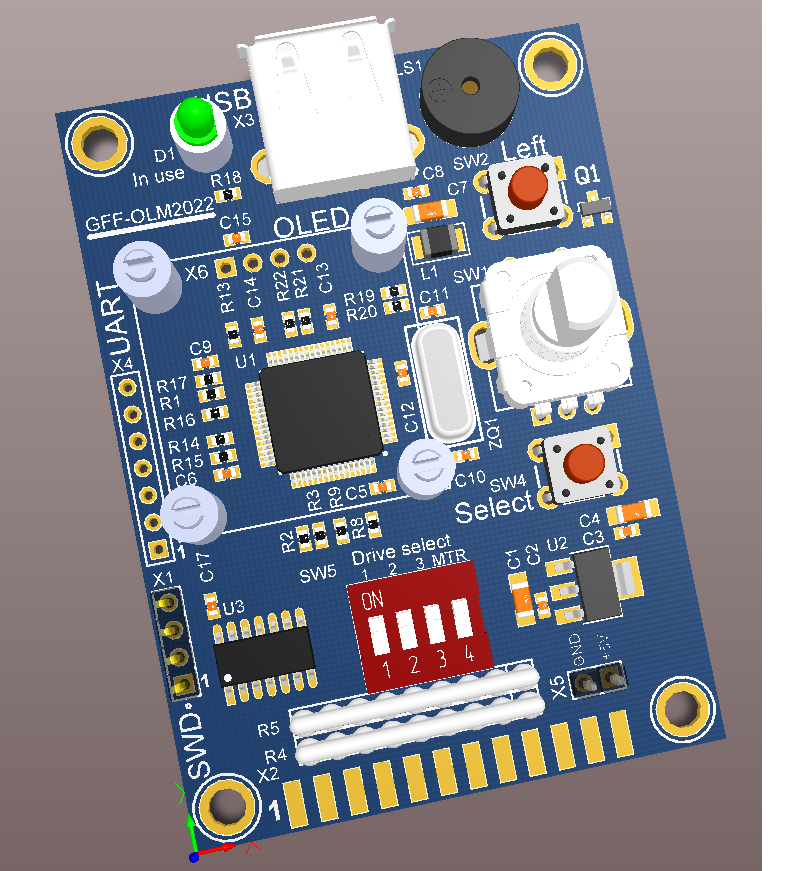 LS1
USB
X3
D1
In use
R18
C8
C7
SW2
Left
Q1
GFF-OLM2022
C15
OLED
L1
SW1
X6
R13
C14
R22
R21
C13
R19
R20
C11
UART
X4
C9
U1
R17
R1
R16
R14
R15
C6
C12
ZQ1
C10
SW4
Select
R3
R9
C5
R2
R8
1
C17
X1
SW5
Drive select
1 2 3 MTR
ON
1 2 3 4
C4
C3
U2
C1
C2
U3
1
GND
+5V
X5
SWD
R5
R4
X2
1
Y
X